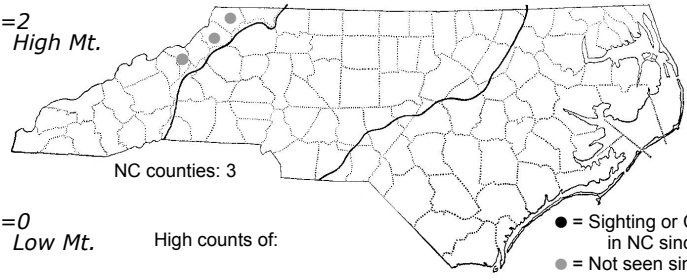 =2
High Mt.
NC counties: 3
=0
Low Mt.
High counts of:
● = Sighting or
in NC sinc
● = Not seen sin